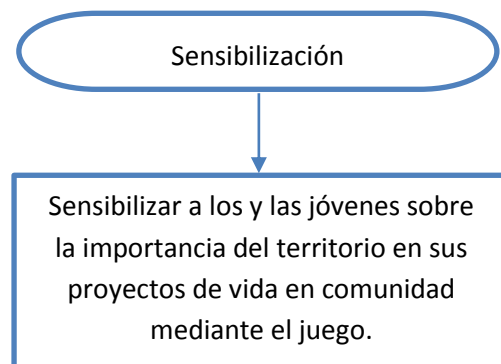 Sensibilización
Sensibilizar a los y las jóvenes sobre
la importancia del territorio en sus
proyectos de vida en comunidad
mediante el juego.